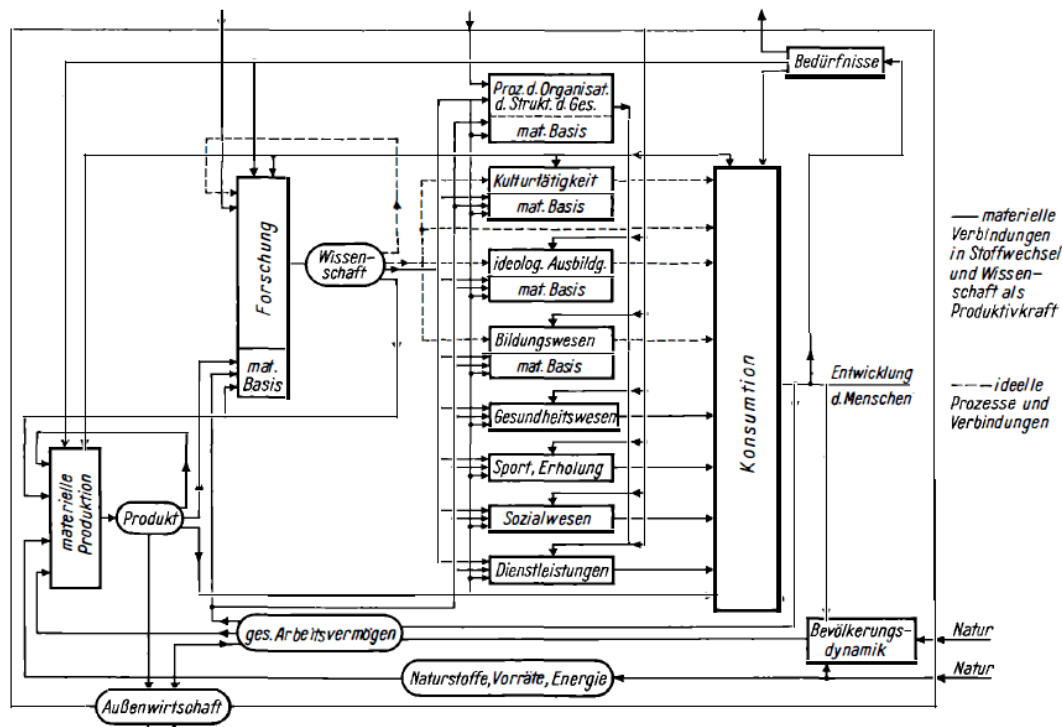 Bedürfnisse
Proz. d. Organisat.
d. Strukt. d. Ges.
mat. Basis
Kulturtätigkeit
mat. Basis
ideolog. Ausbildg.
mat. Basis
Bildungswesen
mat. Basis
Gesundheitswesen
Sport, Erholung
Sozialwesen
Dienstleistungen
Forschung
mat.
Basis
Wissen-
schaft
Konsumtion
materielle
Verbindungen
in Stoffwechsel
und Wissen-
schaft als
Produktivkraft
ideelle
Prozesse und
Verbindungen
Entwicklung
d. Menschen
materielle
Produktion
Produkt
ges. Arbeitsvermögen
Naturstoffe, Vorräte, Energie
Außenwirtschaft
Bevölkerungs-
dynamik
Natur
Natur